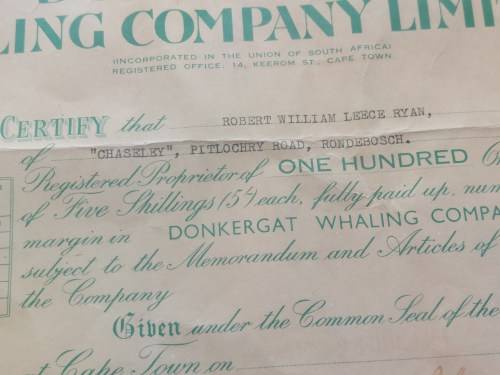 LING COMPANY LIMI
(INCORPORATED IN THE UNION OF SOUTH AFRICA)
REGISTERED OFFICE: 14, KEEROM ST., CAPE TOWN
CERTIFY that ROBERT WILLIAM LEECE RYAN,
of "CHASELEY", PITLOCHRY ROAD, RONDEBOSCH.
Registered Proprietor of ONE HUNDRED O
of Five Shillings (5/-) each, fully paid up, num
margin in DONKERGAT WHALING COMPA
subject to the Memorandum and Articles of
the Company
Given under the Common Seal of the
at Cape Town on